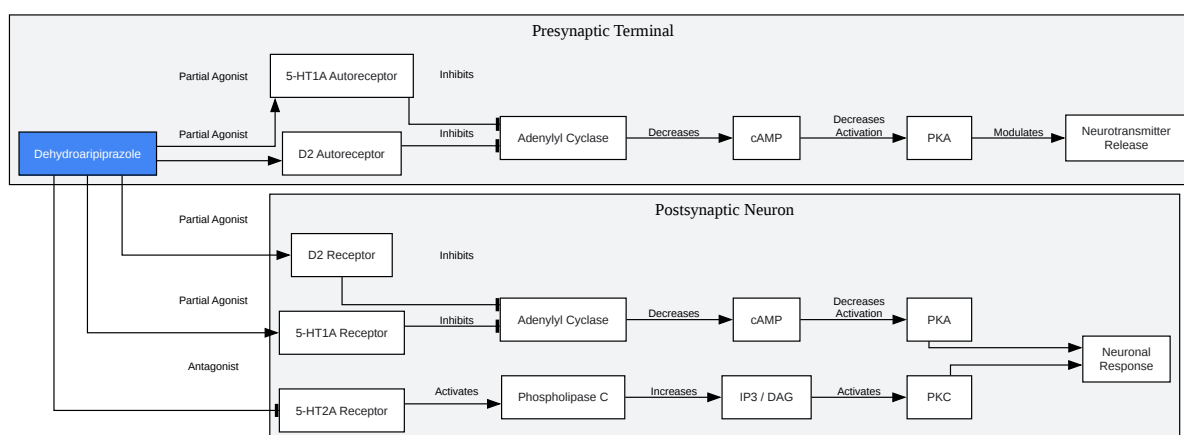 Presynaptic Terminal
Partial Agonist
5-HT1A Autoreceptor
Inhibits
Dehydroaripiprazole
Partial Agonist
D2 Autoreceptor
Inhibits
Adenylyl Cyclase
Decreases
cAMP
Decreases
Activation
PKA
Modulates
Neurotransmitter
Release
Postsynaptic Neuron
Partial Agonist
D2 Receptor
Inhibits
Partial Agonist
5-HT1A Receptor
Inhibits
Adenylyl Cyclase
Decreases
cAMP
Decreases
Activation
PKA
Neuronal
Response
Antagonist
5-HT2A Receptor
Activates
Phospholipase C
Increases
IP3 / DAG
Activates
PKC